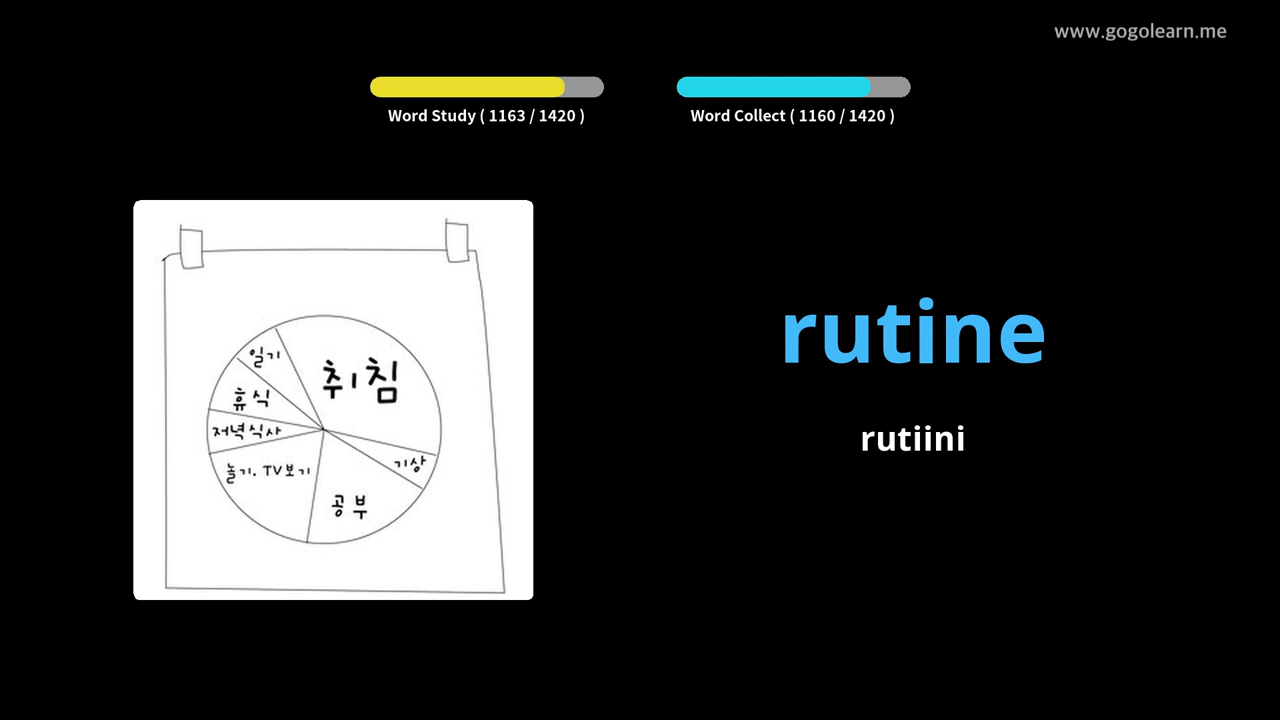 www.gogolearn.me
Word Study ( 1163 / 1420 )
Word Collect ( 1160 / 1420 )
일기
취침
휴식
저녁식사
놀기. TV보기
기상
공부
rutine
rutiini